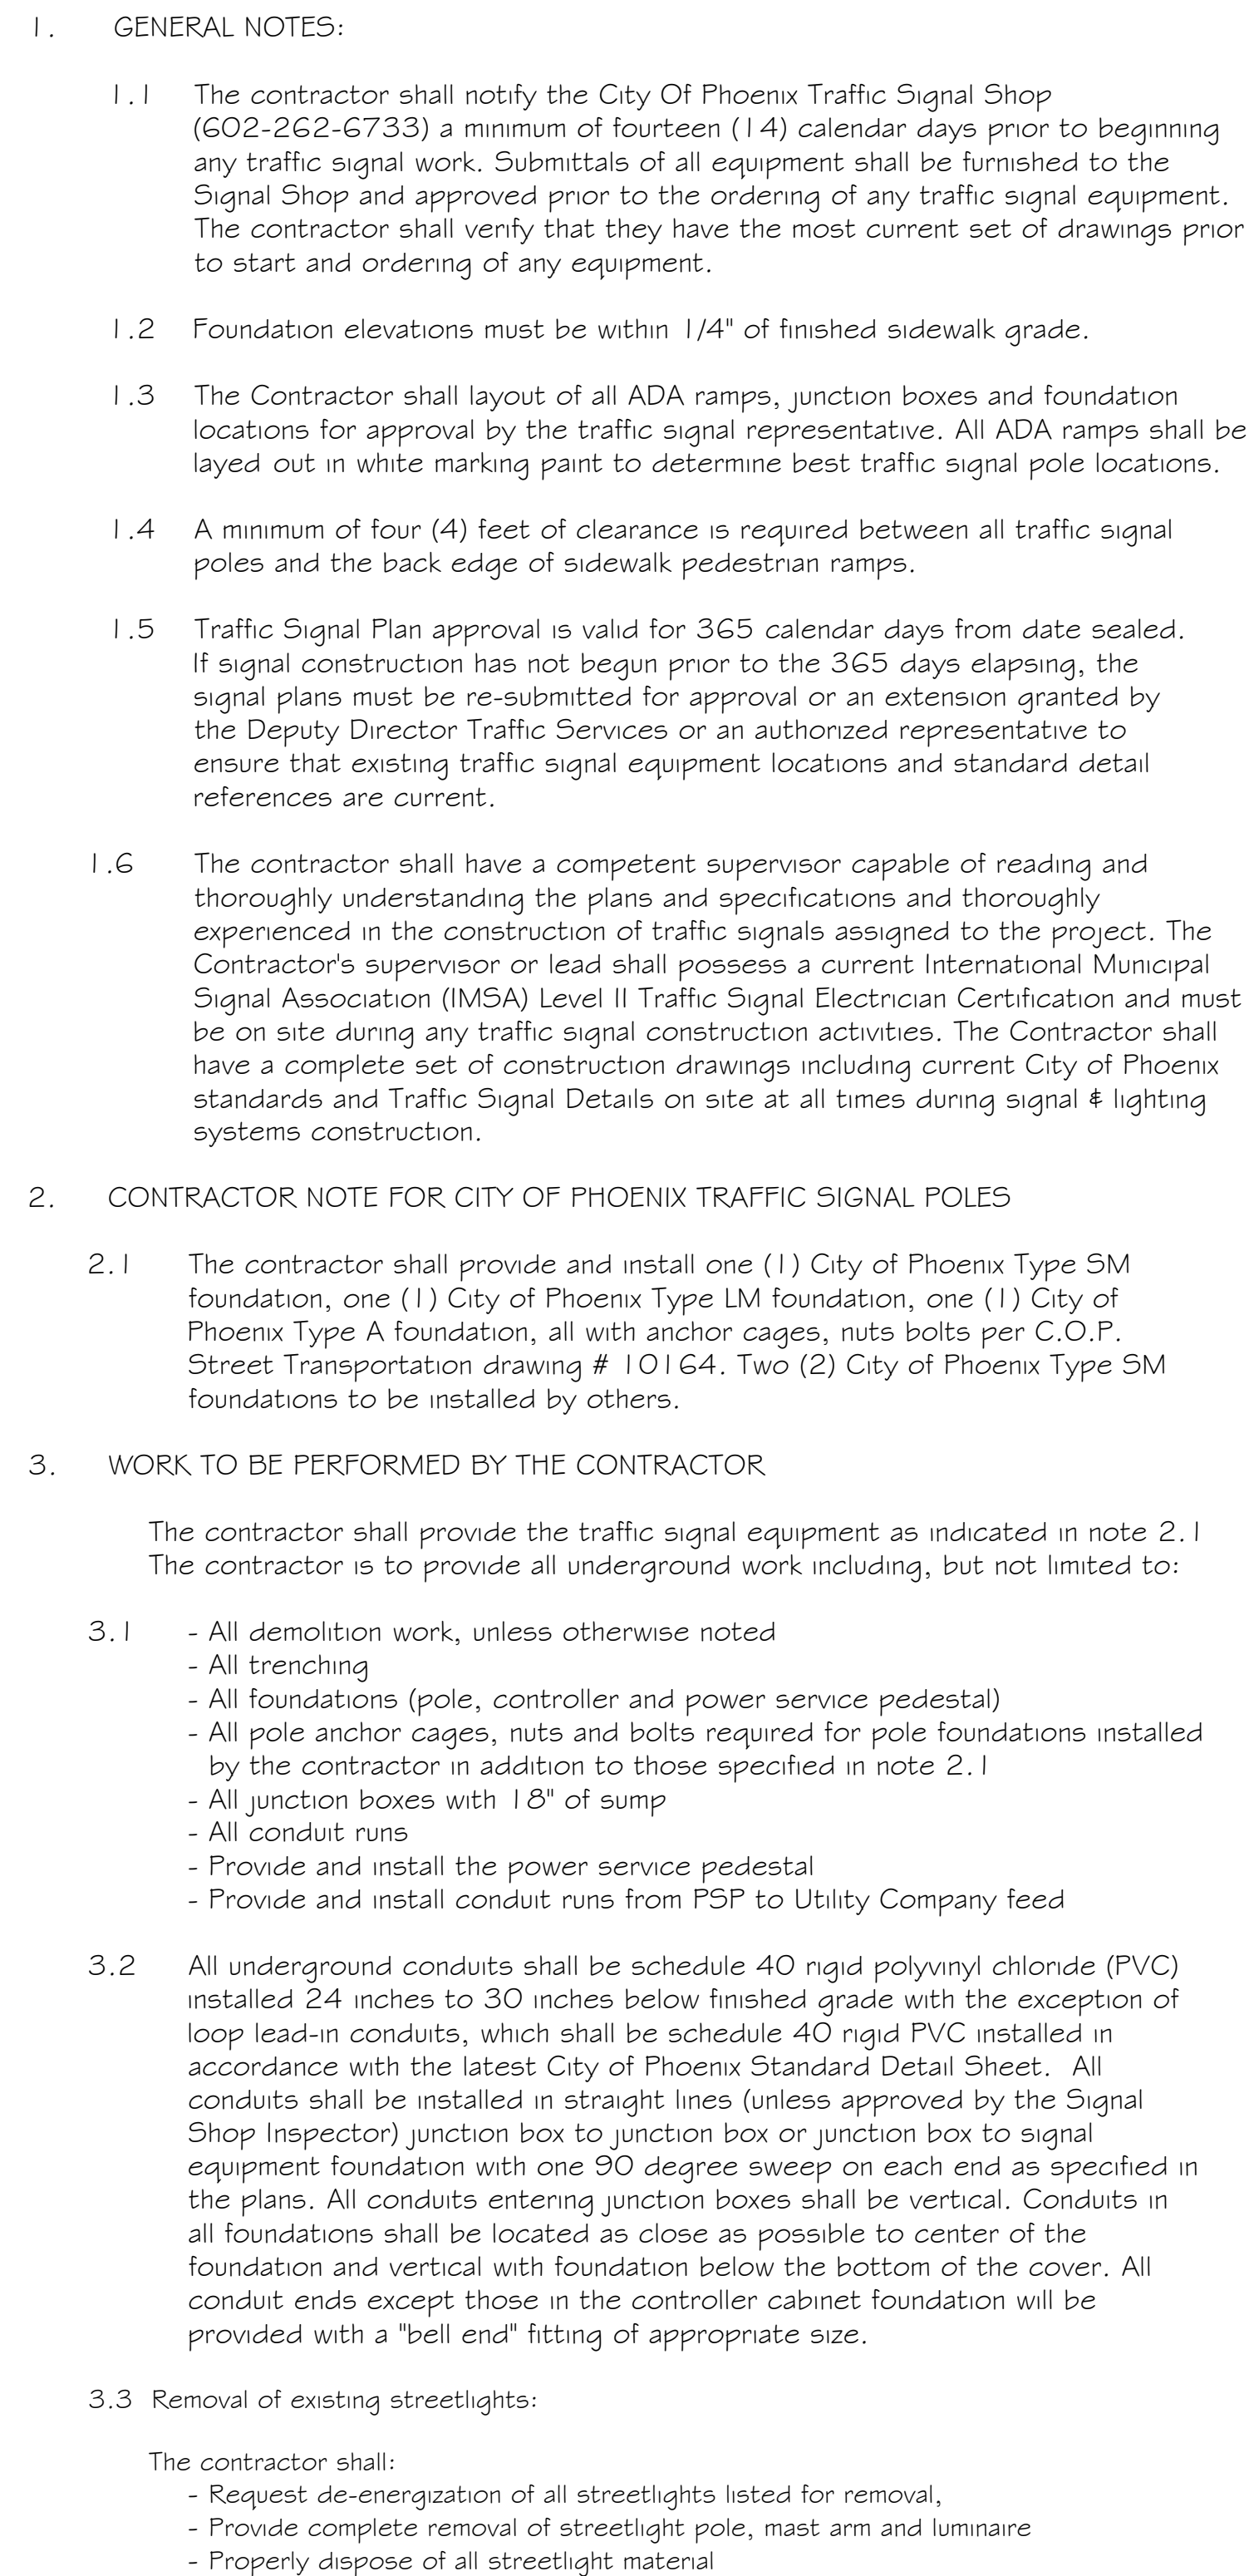 1. GENERAL NOTES:
1.1 The contractor shall notify the City Of Phoenix Traffic Signal Shop
(602-262-6733) a minimum of fourteen (14) calendar days prior to beginning
any traffic signal work. Submittals of all equipment shall be furnished to the
Signal Shop and approved prior to the ordering of any traffic signal equipment.
The contractor shall verify that they have the most current set of drawings prior
to start and ordering of any equipment.
1.2 Foundation elevations must be within 1/4" of finished sidewalk grade.
1.3 The Contractor shall layout of all ADA ramps, junction boxes and foundation
locations for approval by the traffic signal representative. All ADA ramps shall be
layed out in white marking paint to determine best traffic signal pole locations.
1.4 A minimum of four (4) feet of clearance is required between all traffic signal
poles and the back edge of sidewalk pedestrian ramps.
1.5 Traffic Signal Plan approval is valid for 365 calendar days from date sealed.
If signal construction has not begun prior to the 365 days elapsing, the
signal plans must be re-submitted for approval or an extension granted by
the Deputy Director Traffic Services or an authorized representative to
ensure that existing traffic signal equipment locations and standard detail
references are current.
1.6 The contractor shall have a competent supervisor capable of reading and
thoroughly understanding the plans and specifications and thoroughly
experienced in the construction of traffic signals assigned to the project. The
Contractor's supervisor or lead shall possess a current International Municipal
Signal Association (IMSA) Level II Traffic Signal Electrician Certification and must
be on site during any traffic signal construction activities. The Contractor shall
have a complete set of construction drawings including current City of Phoenix
standards and Traffic Signal Details on site at all times during signal & lighting
systems construction.
2. CONTRACTOR NOTE FOR CITY OF PHOENIX TRAFFIC SIGNAL POLES
2.1 The contractor shall provide and install one (1) City of Phoenix Type SM
foundation, one (1) City of Phoenix Type LM foundation, one (1) City of
Phoenix Type A foundation, all with anchor cages, nuts bolts per C.O.P.
Street Transportation drawing # 10164. Two (2) City of Phoenix Type SM
foundations to be installed by others.
3. WORK TO BE PERFORMED BY THE CONTRACTOR
The contractor shall provide the traffic signal equipment as indicated in note 2.1
The contractor is to provide all underground work including, but not limited to:
3.1 - All demolition work, unless otherwise noted
- All trenching
- All foundations (pole, controller and power service pedestal)
- All pole anchor cages, nuts and bolts required for pole foundations installed
by the contractor in addition to those specified in note 2.1
- All junction boxes with 18" of sump
- All conduit runs
- Provide and install the power service pedestal
- Provide and install conduit runs from PSP to Utility Company feed
3.2 All underground conduits shall be schedule 40 rigid polyvinyl chloride (PVC)
installed 24 inches to 30 inches below finished grade with the exception of
loop lead-in conduits, which shall be schedule 40 rigid PVC installed in
accordance with the latest City of Phoenix Standard Detail Sheet. All
conduits shall be installed in straight lines (unless approved by the Signal
Shop Inspector) junction box to junction box or junction box to signal
equipment foundation with one 90 degree sweep on each end as specified in
the plans. All conduits entering junction boxes shall be vertical. Conduits in
all foundations shall be located as close as possible to center of the
foundation and vertical with foundation below the bottom of the cover. All
conduit ends except those in the controller cabinet foundation will be
provided with a "bell end" fitting of appropriate size.
3.3 Removal of existing streetlights:
The contractor shall:
- Request de-energization of all streetlights listed for removal,
- Provide complete removal of streetlight pole, mast arm and luminaire
- Properly dispose of all streetlight material